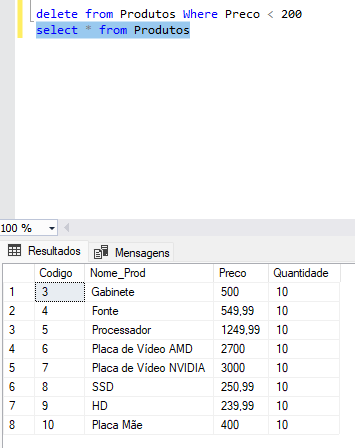 delete from Produtos Where Preco < 200
select * from Produtos
100 %
Resultados Mensagens
Codigo Nome_Prod Preco Quantidade
1 3 Gabinete 500 10
2 4 Fonte 549,99 10
3 5 Processador 1249,99 10
4 6 Placa de Vídeo AMD 2700 10
5 7 Placa de Vídeo NVIDIA 3000 10
6 8 SSD 250,99 10
7 9 HD 239,99 10
8 10 Placa Mãe 400 10